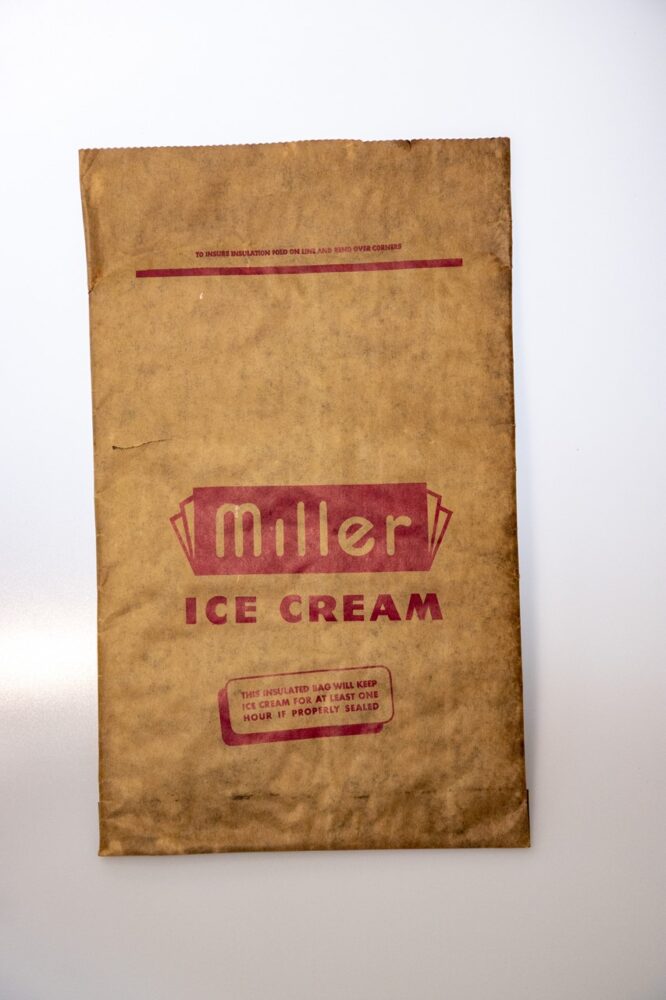 TO INSURE INSULATION FOLD ON LINE AND BEND OVER CORNERS
Miller
ICE CREAM
THIS INSULATED BAG WILL KEEP
ICE CREAM FOR AT LEAST ONE
HOUR IF PROPERLY SEALED